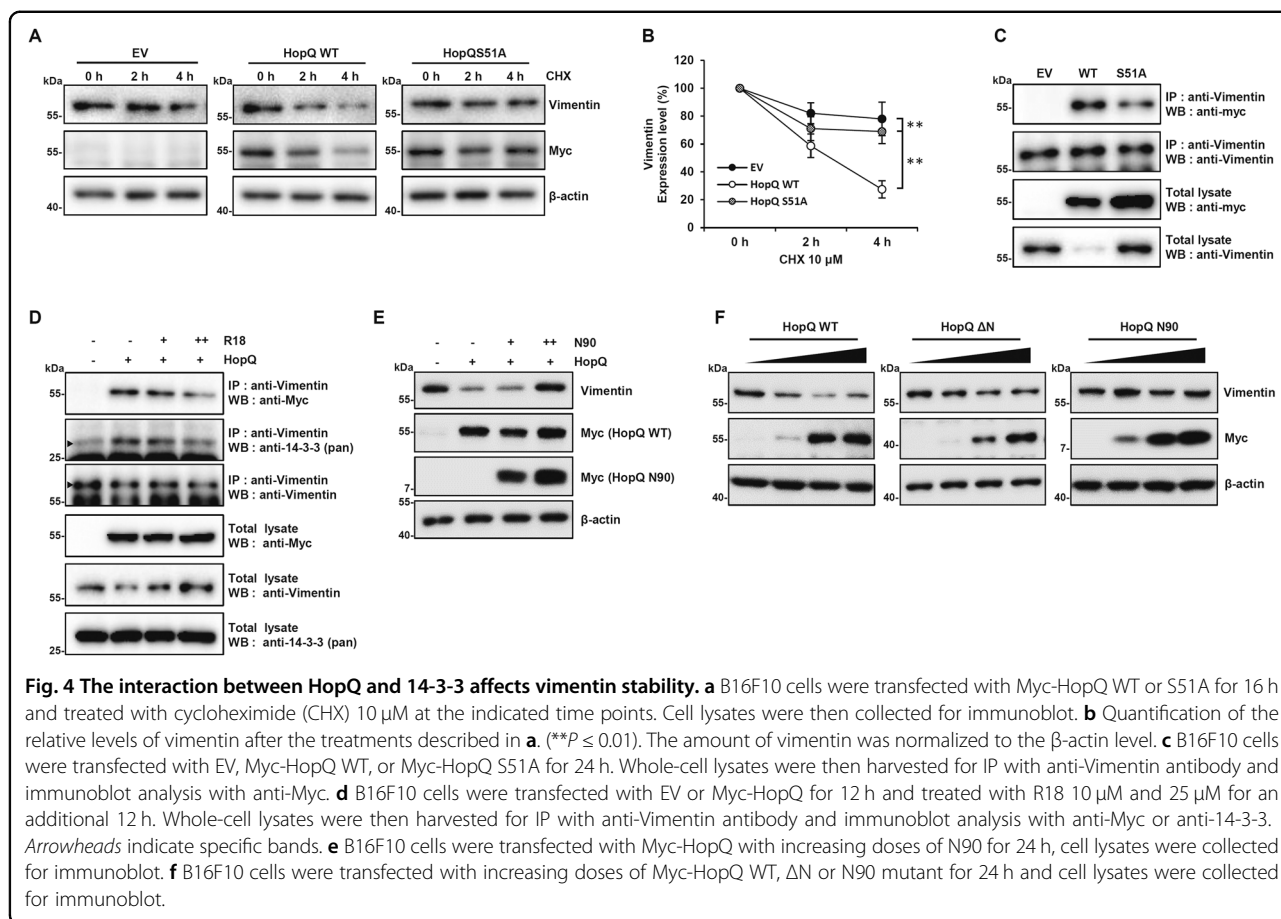 A
EV
HopQ WT
HopQS51A
kDa
0 h 2 h 4 h 0 h 2 h 4 h 0 h 2 h 4 h CHX
55-
Vimentin
55-
Myc
40-
β-actin
B
Vimentin
Expression level (%)
120
100
80
60
40
20
0
**
**
EV
HopQ WT
HopQ S51A
0 h 2 h 4 h
CHX 10 µM
C
EV WT S51A
kDa
55-
IP : anti-Vimentin
WB : anti-myc
55-
IP : anti-Vimentin
WB : anti-Vimentin
55-
Total lysate
WB : anti-myc
55-
Total lysate
WB : anti-Vimentin
D
- - + ++ R18
- + + + HopQ
kDa
55-
IP : anti-Vimentin
WB : anti-Myc
25-
IP : anti-Vimentin
WB : anti-14-3-3 (pan)
55-
IP : anti-Vimentin
WB : anti-Vimentin
55-
Total lysate
WB : anti-Myc
55-
Total lysate
WB : anti-Vimentin
25-
Total lysate
WB : anti-14-3-3 (pan)
E
- - + ++ N90
- + + + HopQ
kDa
55-
Vimentin
55-
Myc (HopQ WT)
7-
Myc (HopQ N90)
55-
40-
β-actin
F
HopQ WT
HopQ ΔN
HopQ N90
kDa kDa kDa
55- 55- 55- Vimentin
55- 40- 7- Myc
40- 40- 40- β-actin
Fig. 4 The interaction between HopQ and 14-3-3 affects vimentin stability. a B16F10 cells were transfected with Myc-HopQ WT or S51A for 16 h
and treated with cycloheximide (CHX) 10 µM at the indicated time points. Cell lysates were then collected for immunoblot. b Quantification of the
relative levels of vimentin after the treatments described in a. (**P ≤ 0.01). The amount of vimentin was normalized to the β-actin level. c B16F10 cells
were transfected with EV, Myc-HopQ WT, or Myc-HopQ S51A for 24 h. Whole-cell lysates were then harvested for IP with anti-Vimentin antibody and
immunoblot analysis with anti-Myc. d B16F10 cells were transfected with EV or Myc-HopQ for 12 h and treated with R18 10 µM and 25 µM for an
additional 12 h. Whole-cell lysates were then harvested for IP with anti-Vimentin antibody and immunoblot analysis with anti-Myc or anti-14-3-3.
Arrowheads indicate specific bands. e B16F10 cells were transfected with Myc-HopQ with increasing doses of N90 for 24 h, cell lysates were collected
for immunoblot. f B16F10 cells were transfected with increasing doses of Myc-HopQ WT, ΔN or N90 mutant for 24 h and cell lysates were collected
for immunoblot.